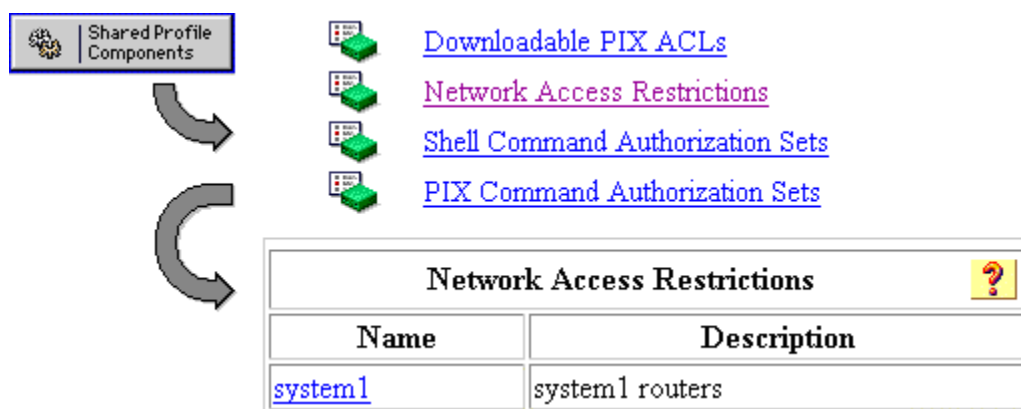 Shared Profile
Components
Downloadable PIX ACLs
Network Access Restrictions
Shell Command Authorization Sets
PIX Command Authorization Sets
Network Access Restrictions ?
Name Description
system1 system1 routers